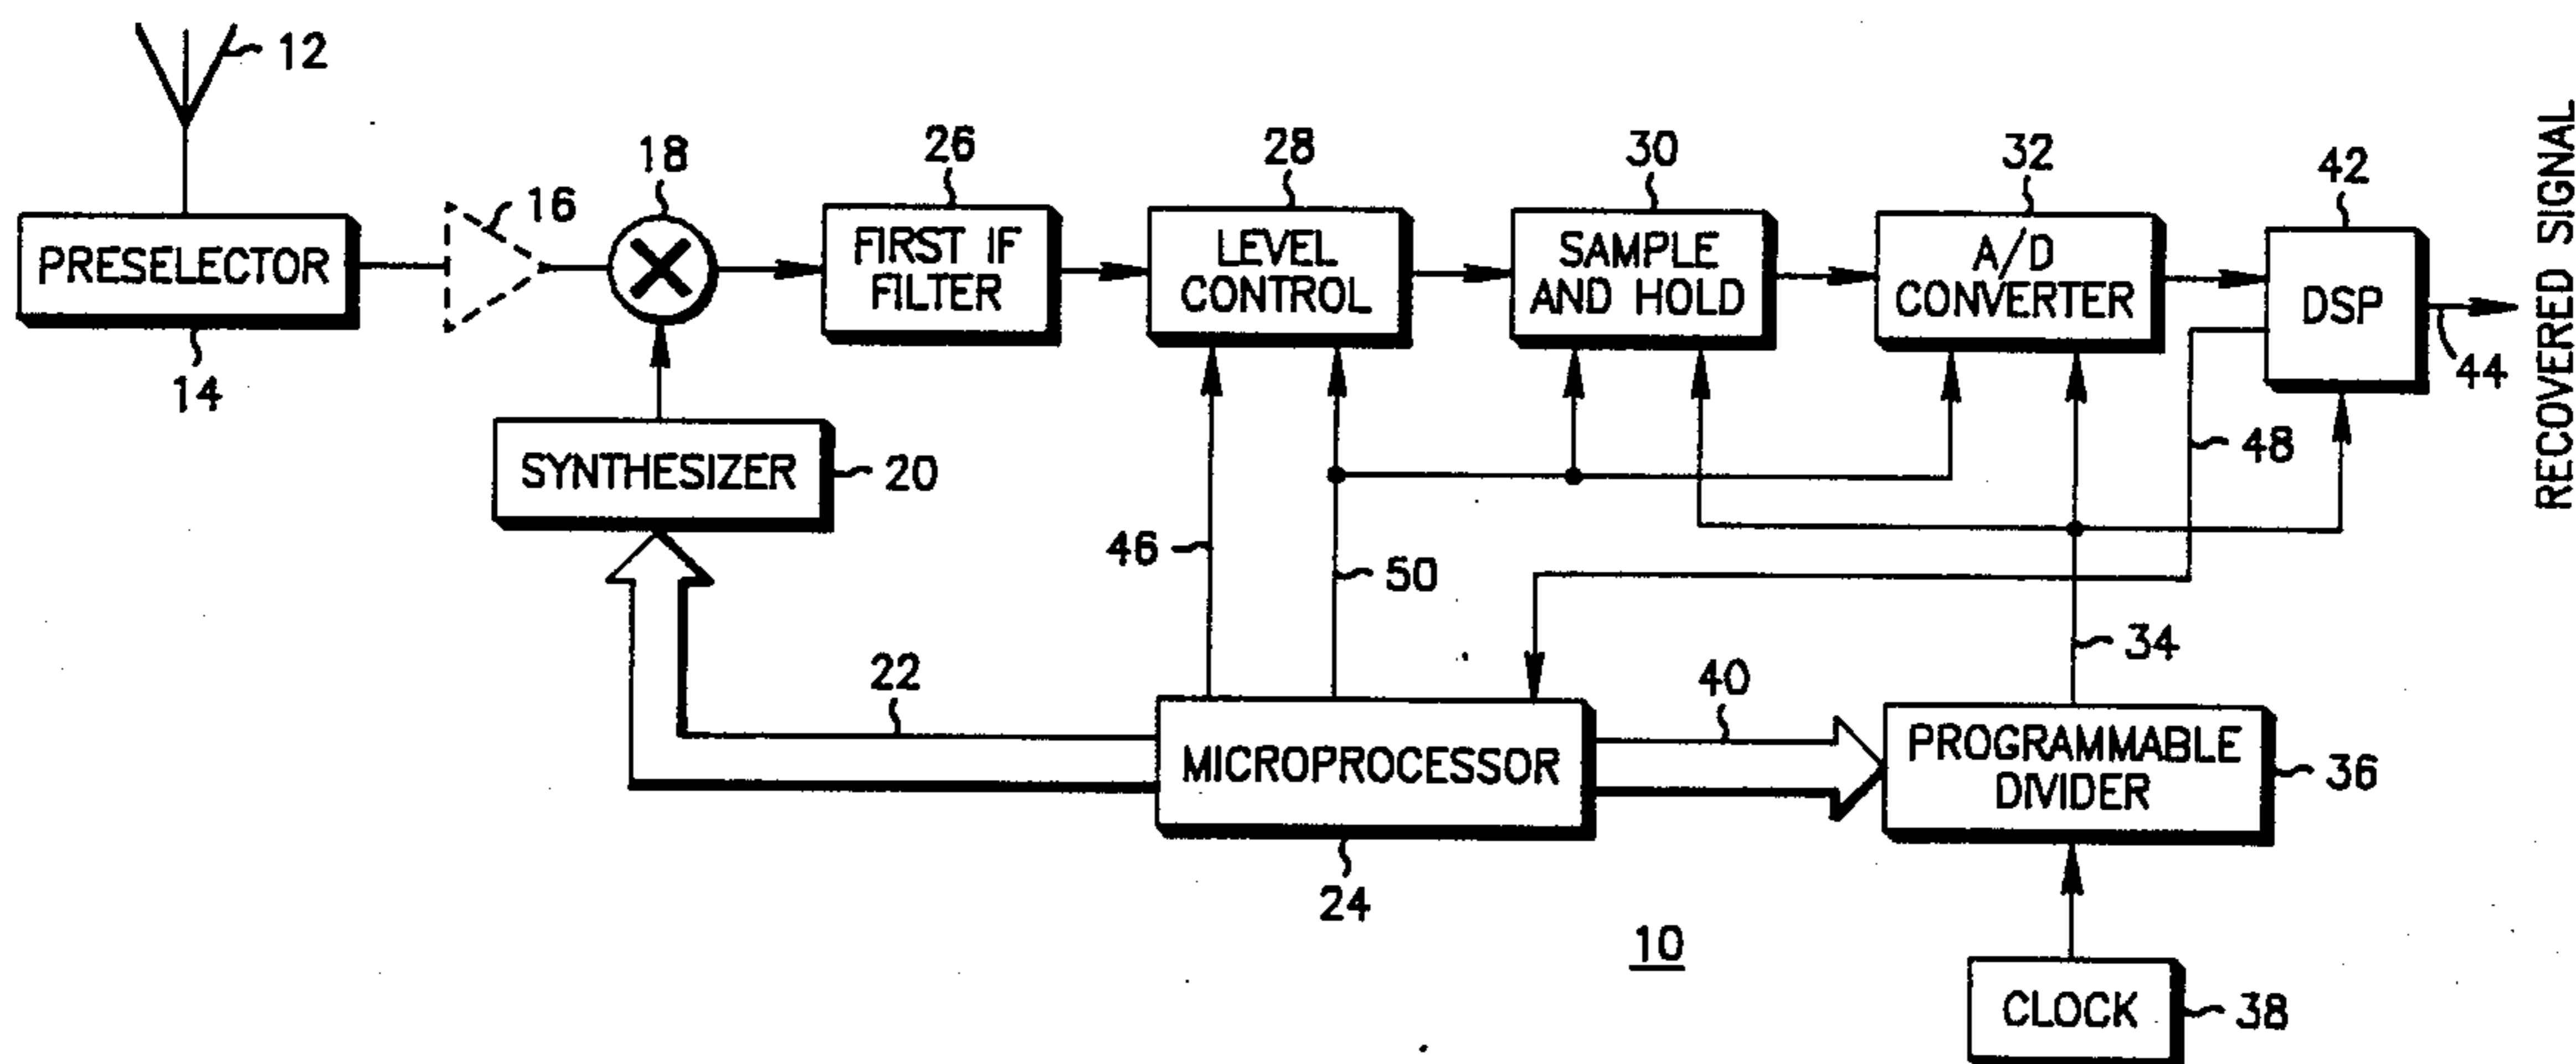 12
PRESELECTOR
14
16
18
SYNTHESIZER
20
22
26
FIRST IF
FILTER
28
LEVEL
CONTROL
30
SAMPLE
AND HOLD
32
A/D
CONVERTER
42
DSP
44
RECOVERED SIGNAL
46
50
48
34
MICROPROCESSOR
24
40
PROGRAMMABLE
DIVIDER
36
10
CLOCK
38